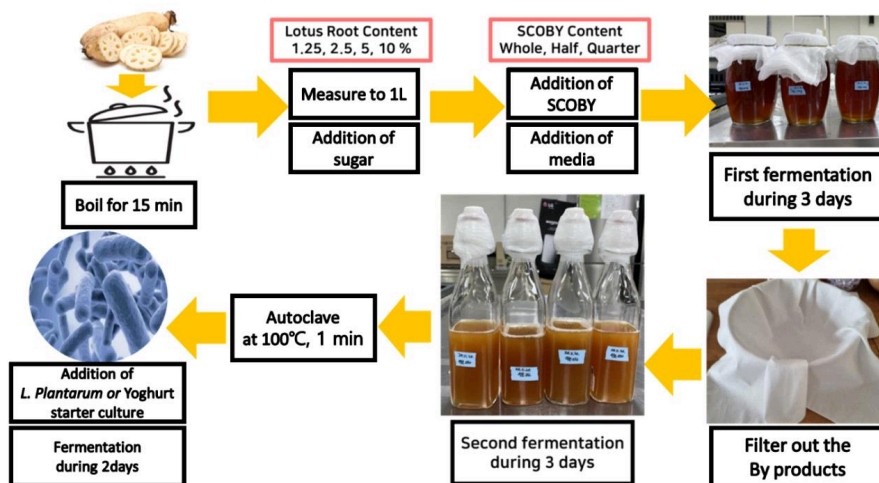 Lotus Root Content
1.25, 2.5, 5, 10 %
SCOBY Content
Whole, Half, Quarter
Measure to 1L
Addition of
SCOBY
Addition of
sugar
Addition of
media
Boil for 15 min
First fermentation
during 3 days
Autoclave
at 100℃, 1 min
Addition of
L. Plantarum or Yoghurt
starter culture
Fermentation
during 2days
Second fermentation
during 3 days
Filter out the
By products